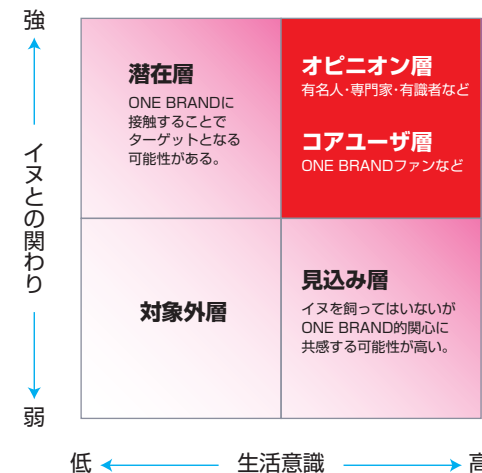 強
潜在層
ONE BRANDに
接触することで
ターゲットとなる
可能性がある。
オピニオン層
有名人・専門家・有識者など
コアユーザ層
ONE BRANDファンなど
イヌとの関わり
対象外層
見込み層
イヌを飼ってはいないが
ONE BRAND的関心に
共感する可能性が高い。
弱
低 生活意識 高